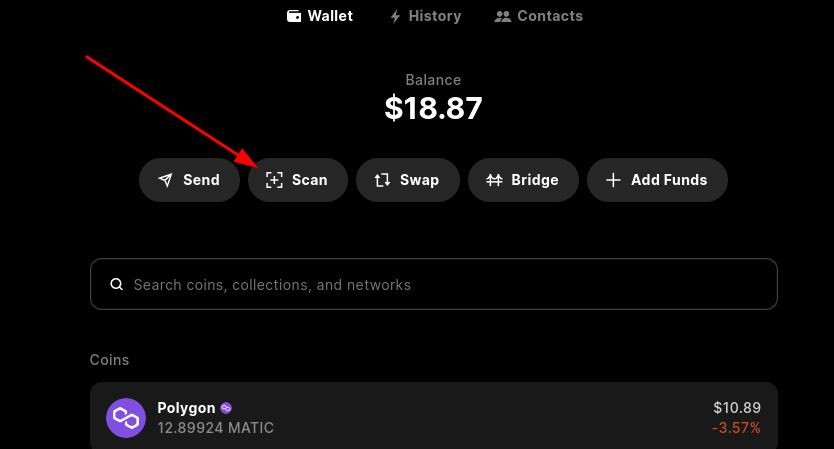 Wallet History Contacts
Balance
$18.87
Send Scan Swap Bridge Add Funds
Search coins, collections, and networks
Coins
Polygon $10.89
12.89924 MATIC -3.57%